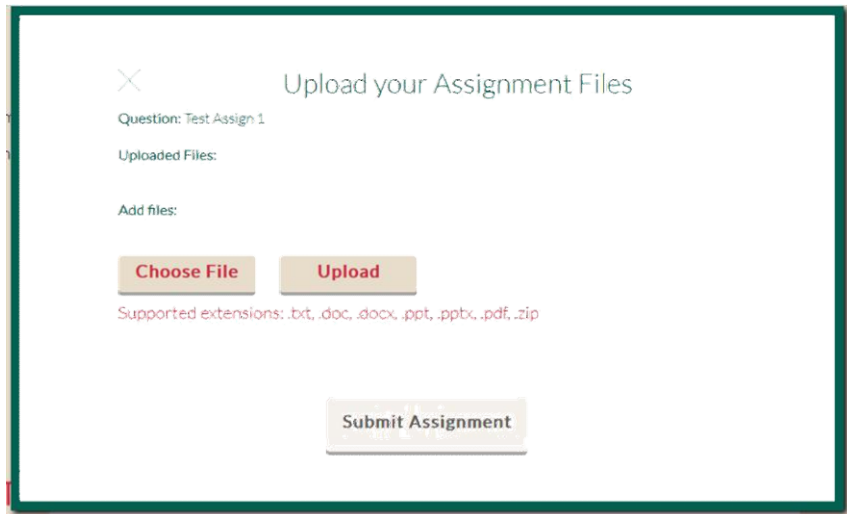 Upload your Assignment Files
Question: Test Assign 1
Uploaded Files:
Add files:
Choose File Upload
Supported extensions: .txt, .doc, .docx, .ppt, .pptx, .pdf, .zip
Submit Assignment